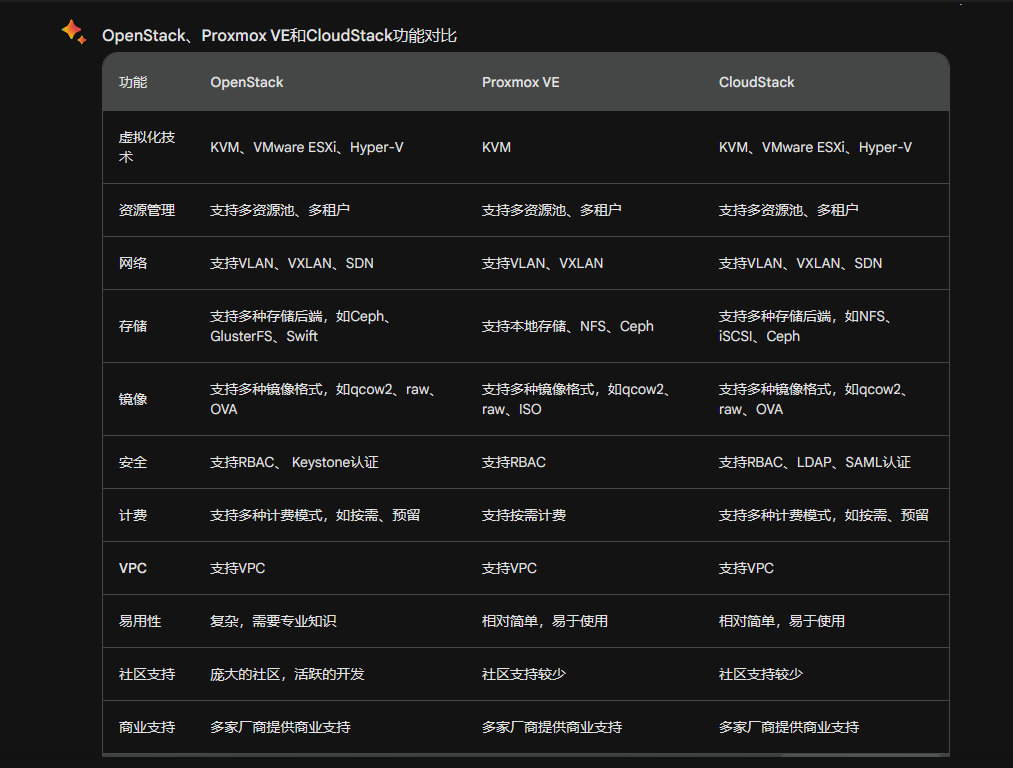 OpenStack、Proxmox VE和CloudStack功能对比
功能 OpenStack Proxmox VE CloudStack
虚拟化技
术
KVM、VMware ESXi、Hyper-V
KVM
KVM、VMware ESXi、Hyper-V
资源管理 支持多资源池、多租户 支持多资源池、多租户 支持多资源池、多租户
网络 支持VLAN、VXLAN、SDN 支持VLAN、VXLAN 支持VLAN、VXLAN、SDN
存储
支持多种存储后端，如Ceph、
GlusterFS、Swift
支持本地存储、NFS、Ceph
支持多种存储后端，如NFS、
iSCSI、Ceph
镜像
支持多种镜像格式，如qcow2、raw、
OVA
支持多种镜像格式，如qcow2、
raw、ISO
支持多种镜像格式，如qcow2、
raw、OVA
安全 支持RBAC、 Keystone认证 支持RBAC 支持RBAC、LDAP、SAML认证
计费 支持多种计费模式，如按需、预留 支持按需计费 支持多种计费模式，如按需、预留
VPC 支持VPC 支持VPC 支持VPC
易用性 复杂，需要专业知识 相对简单，易于使用 相对简单，易于使用
社区支持 庞大的社区，活跃的开发 社区支持较少 社区支持较少
商业支持 多家厂商提供商业支持 多家厂商提供商业支持 多家厂商提供商业支持